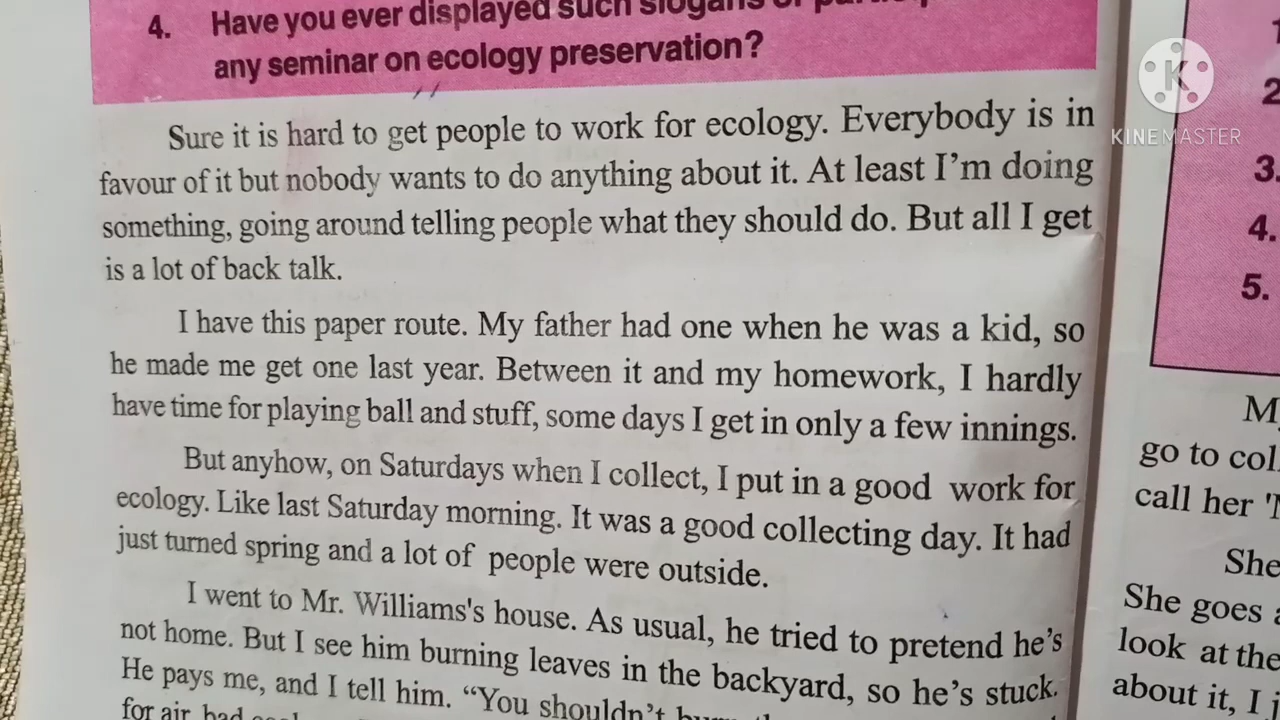 4. Have you ever displayed such slogans or
any seminar on ecology preservation?
Sure it is hard to get people to work for ecology. Everybody is in
favour of it but nobody wants to do anything about it. At least I'm doing
something, going around telling people what they should do. But all I get
is a lot of back talk.
I have this paper route. My father had one when he was a kid, so
he made me get one last year. Between it and my homework, I hardly
have time for playing ball and stuff, some days I get in only a few innings.
But anyhow, on Saturdays when I collect, I put in a good work for
ecology. Like last Saturday morning. It was a good collecting day. It had
just turned spring and a lot of people were outside.
I went to Mr. Williams's house. As usual, he tried to pretend he's
not home. But I see him burning leaves in the backyard, so he's stuck.
He pays me, and I tell him. "You shouldn't
for air, bad
K
KINEMASTER
2
3.
4.
5.
go to
call her
She
She goes
look at the
about it, I